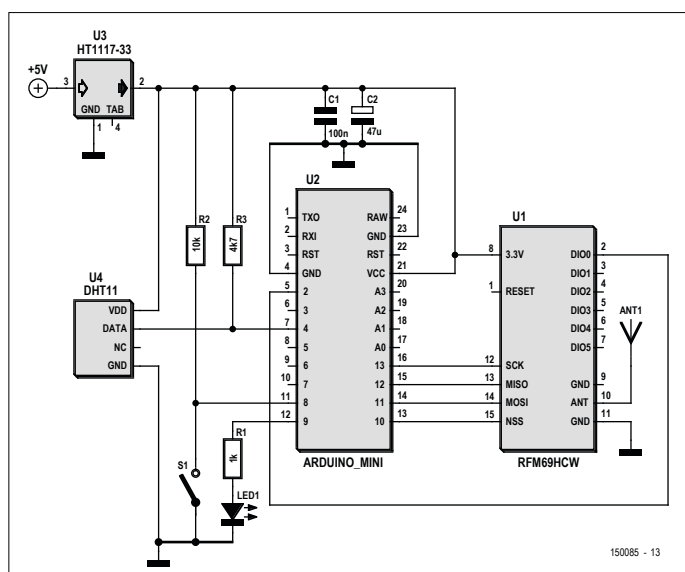 U3
HT1117-33
+5V
3
2
GND TAB
1
4
C1
100n
C2
47u
R2
10k
R3
4k7
U4
DHT11
VDD
DATA
NC
GND
U2
1 TXO RAW 24
2 RXI GND 23
3 RST RST 22
4 GND VCC 21
5 2 A3 20
6 3 A2 19
7 4 A1 18
8 5 A0 17
9 6 13 16
10 7 12 15
11 8 11 14
12 9 10 13
ARDUINO_MINI
U1
8 3.3V DIO0 2
DIO1 3
1 RESET DIO2 4
DIO3 5
DIO4 6
DIO5 7
12 SCK
13 MISO GND 9
14 MOSI ANT 10
15 NSS GND 11
RFM69HCW
ANT1
R1
1k
S1
LED1
150085 - 13